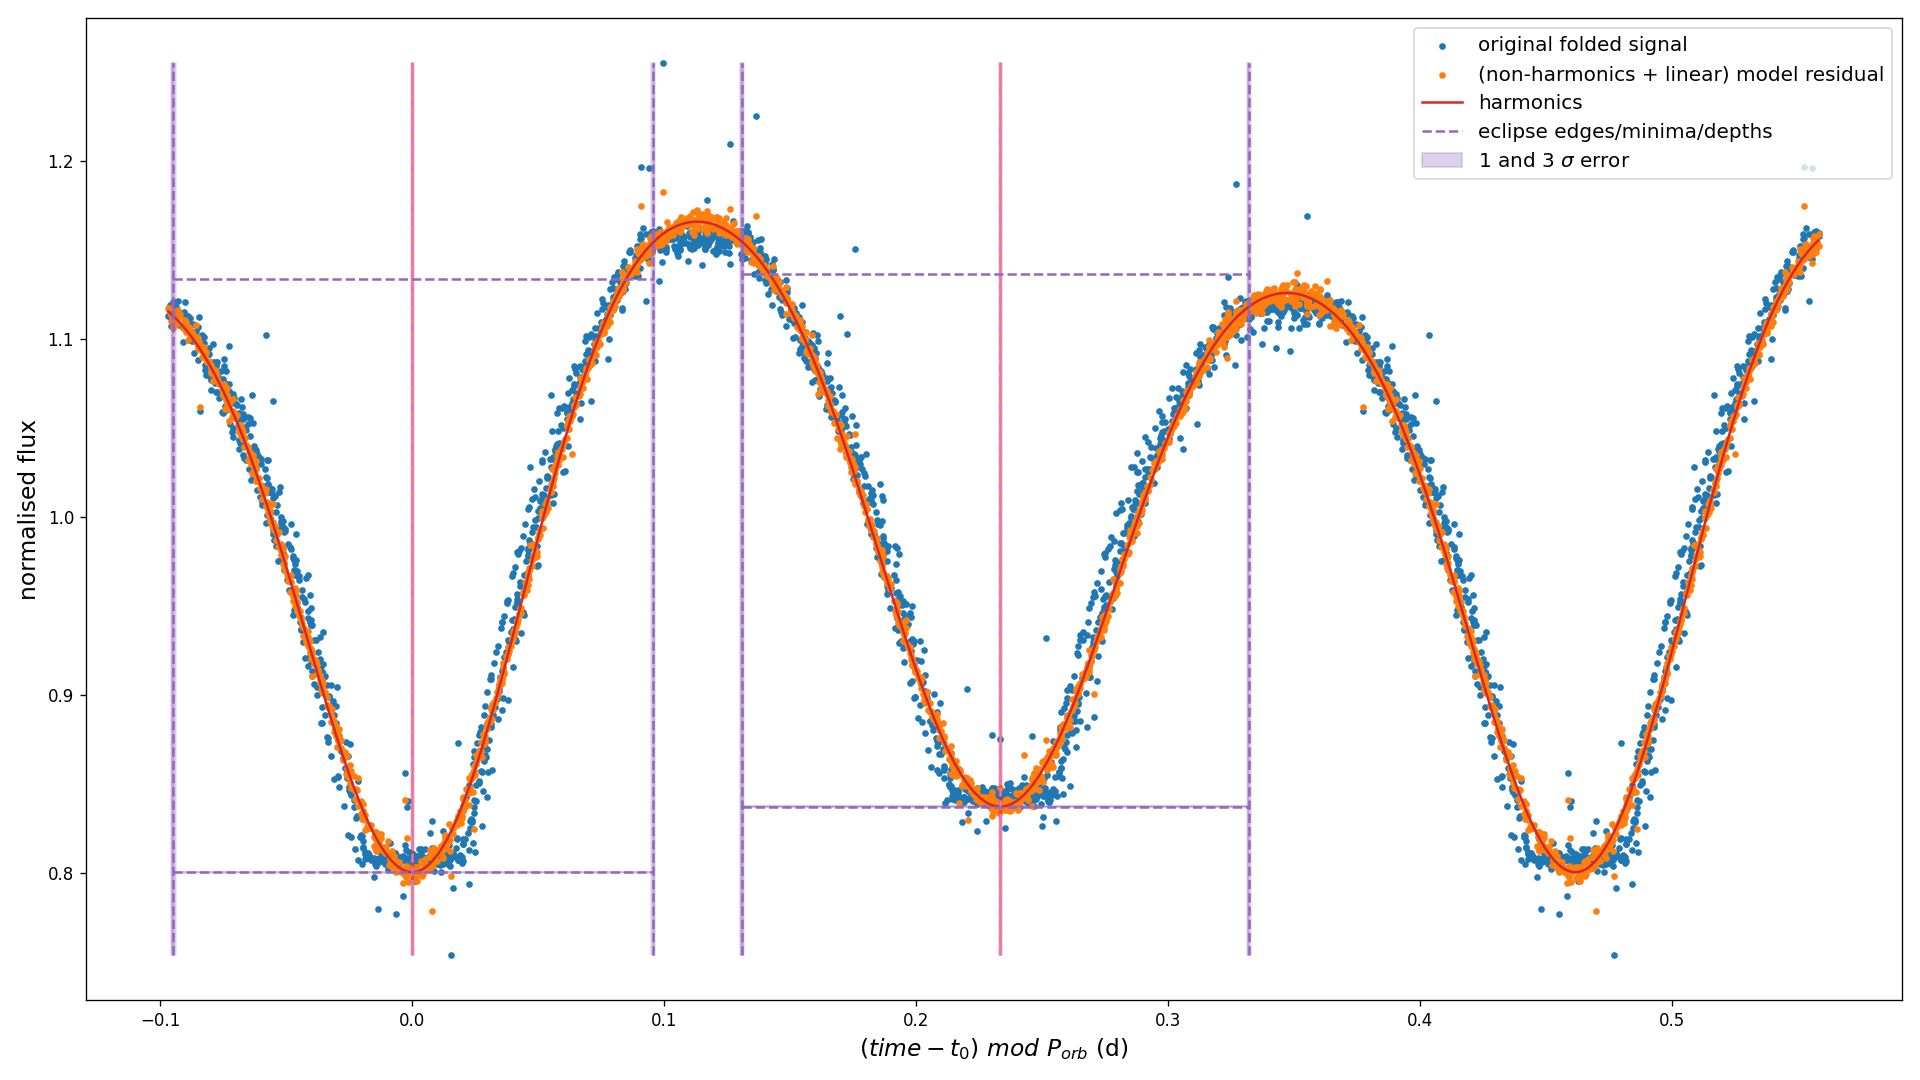 original folded signal
(non-harmonics + linear) model residual
harmonics
eclipse edges/minima/depths
1 and 3 σ error
normalised flux
1.2
1.1
1.0
0.9
0.8
−0.1
0.0
0.1
0.2
0.3
0.4
0.5
(time − t₀) mod Pₒᵣb (d)